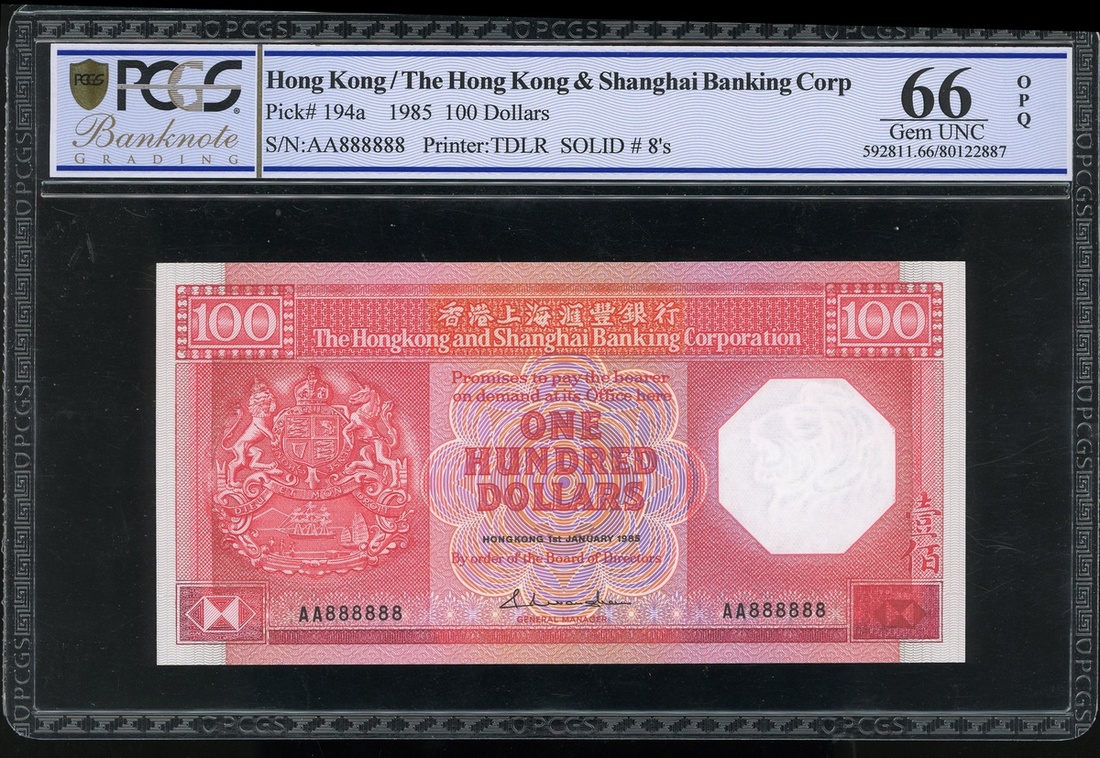 PCGS
Banknote
GRADING
Hong Kong / The Hong Kong & Shanghai Banking Corp
Pick# 194a 1985 100 Dollars
S/N:AA888888 Printer:TDLR SOLID # 8's
66
Gem UNC
592811.66/80122887
OPQ
100
香港上海滙豐銀行
The Hongkong and Shanghai Banking Corporation
100
Promises to pay the bearer
on demand at its Office here
ONE
HUNDRED
DOLLARS
HONGKONG 1st JANUARY 1985
By order of the Board of Directors
GENERAL MANAGER
AA888888
AA888888
壹百